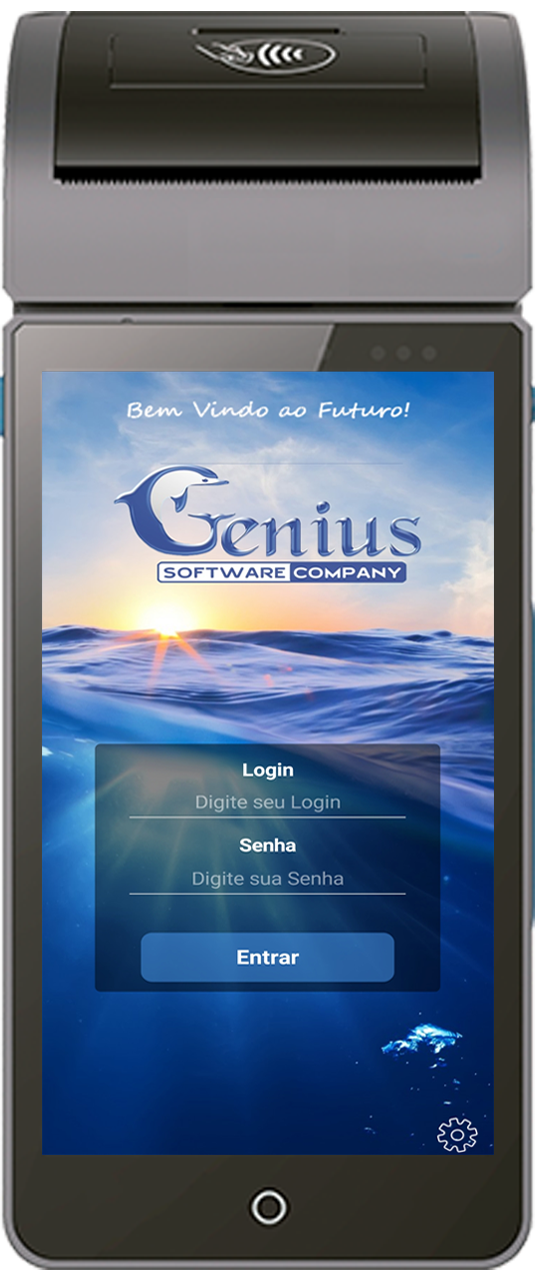 Bem Vindo ao Futuro!
Genius
SOFTWARE COMPANY
Login
Digite seu Login
Senha
Digite sua Senha
Entrar